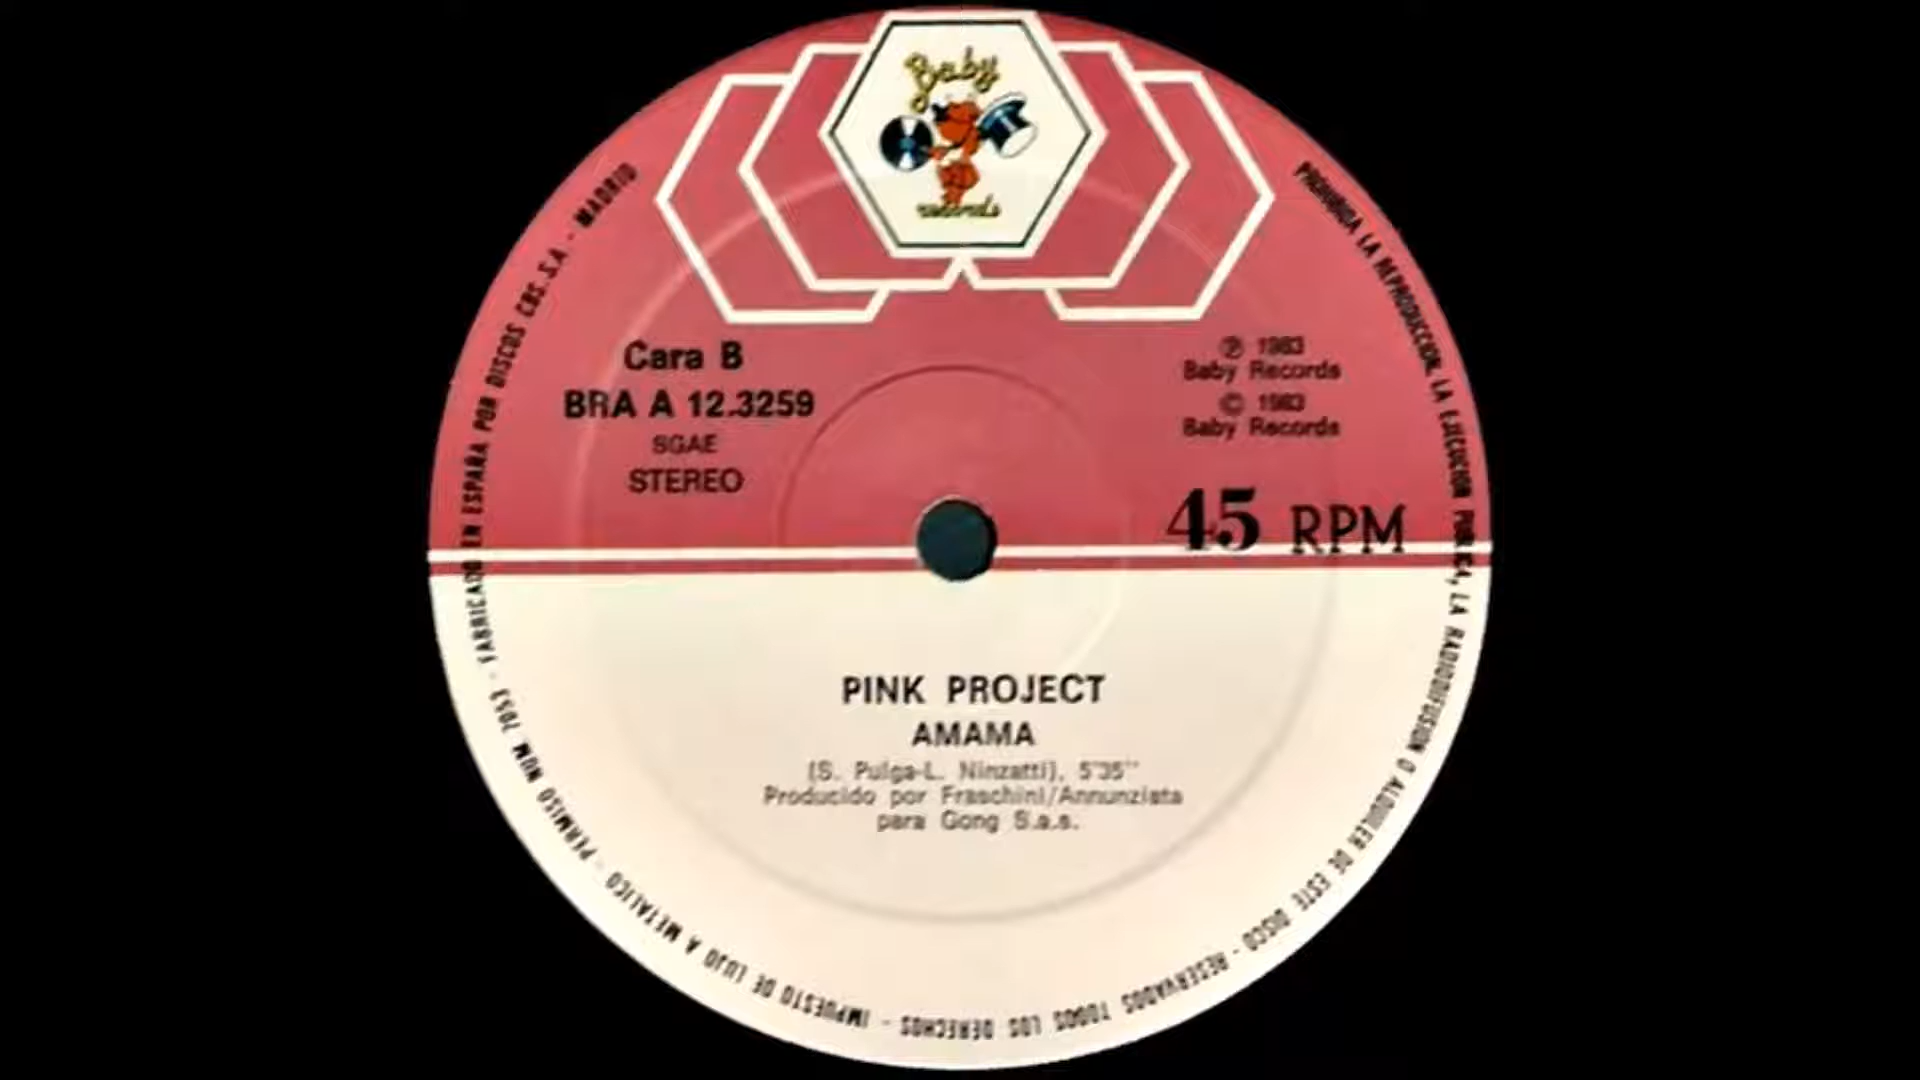 Baby
records
Cara B
BRA A 12.3259
SGAE
STEREO
℗ 1983
Baby Records
© 1983
Baby Records
45 RPM
PINK PROJECT
AMAMA
(S. Pulga-L. Ninzatti), 5'35''
Producido por Fraschini/Annunziata
para Gong S.a.s.
IMPUESTO DE LUJO A METALICO - PERMISO NUM. 7053 - FABRICADO EN ESPAÑA POR DISCOS CBS.S.A - MADRID
PROHIBIDA LA REPRODUCCION, LA EJECUCION PUBLICA, LA RADIODIFUSION O ALQUILER DE ESTE DISCO - RESERVADOS TODOS LOS DERECHOS -